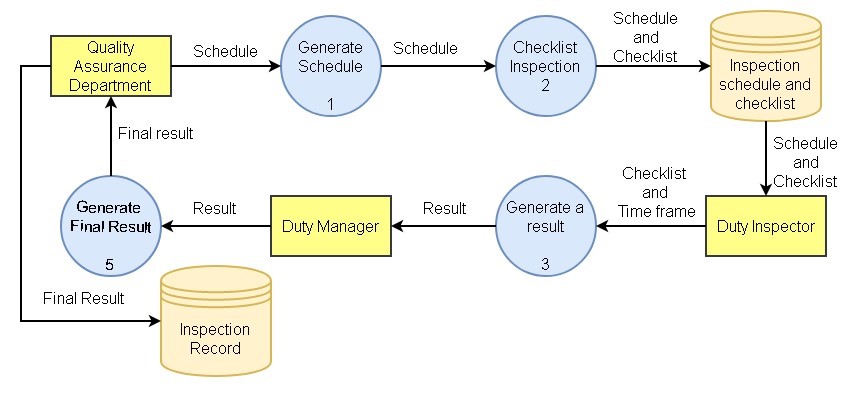 Quality
Assurance
Department
Schedule
Generate
Schedule
1
Schedule
Checklist
Inspection
2
Schedule
and
Checklist
Inspection
schedule and
checklist
Schedule
and
Checklist
Duty Inspector
Checklist
and
Time frame
Generate a
result
3
Result
Duty Manager
Result
Generate
Final Result
5
Final result
Final Result
Inspection
Record